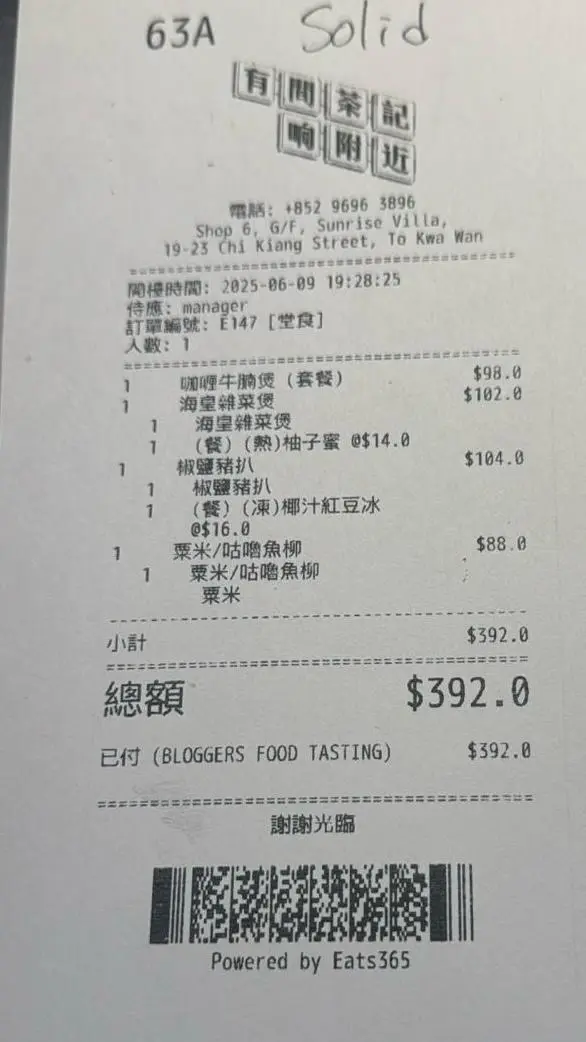 63A Solid
有間茶記
响附近
電話: +852 9696 3896
Shop 6, G/F, Sunrise Villa,
19-23 Chi Kiang Street, To Kwa Wan
開檯時間: 2025-06-09 19:28:25
侍應: manager
訂單編號: E147 [堂食]
人數: 1
1 咖喱牛腩煲 (套餐) $98.0
1 海皇雜菜煲 $102.0
1 海皇雜菜煲
1 (餐) (熱)柚子蜜 @$14.0
1 椒鹽豬扒 $104.0
1 椒鹽豬扒
1 (餐) (凍)椰汁紅豆冰
@$16.0
1 粟米/咕嚕魚柳 $88.0
1 粟米/咕嚕魚柳
粟米
小計 $392.0
總額 $392.0
已付 (BLOGGERS FOOD TASTING) $392.0
謝謝光臨
Powered by Eats365